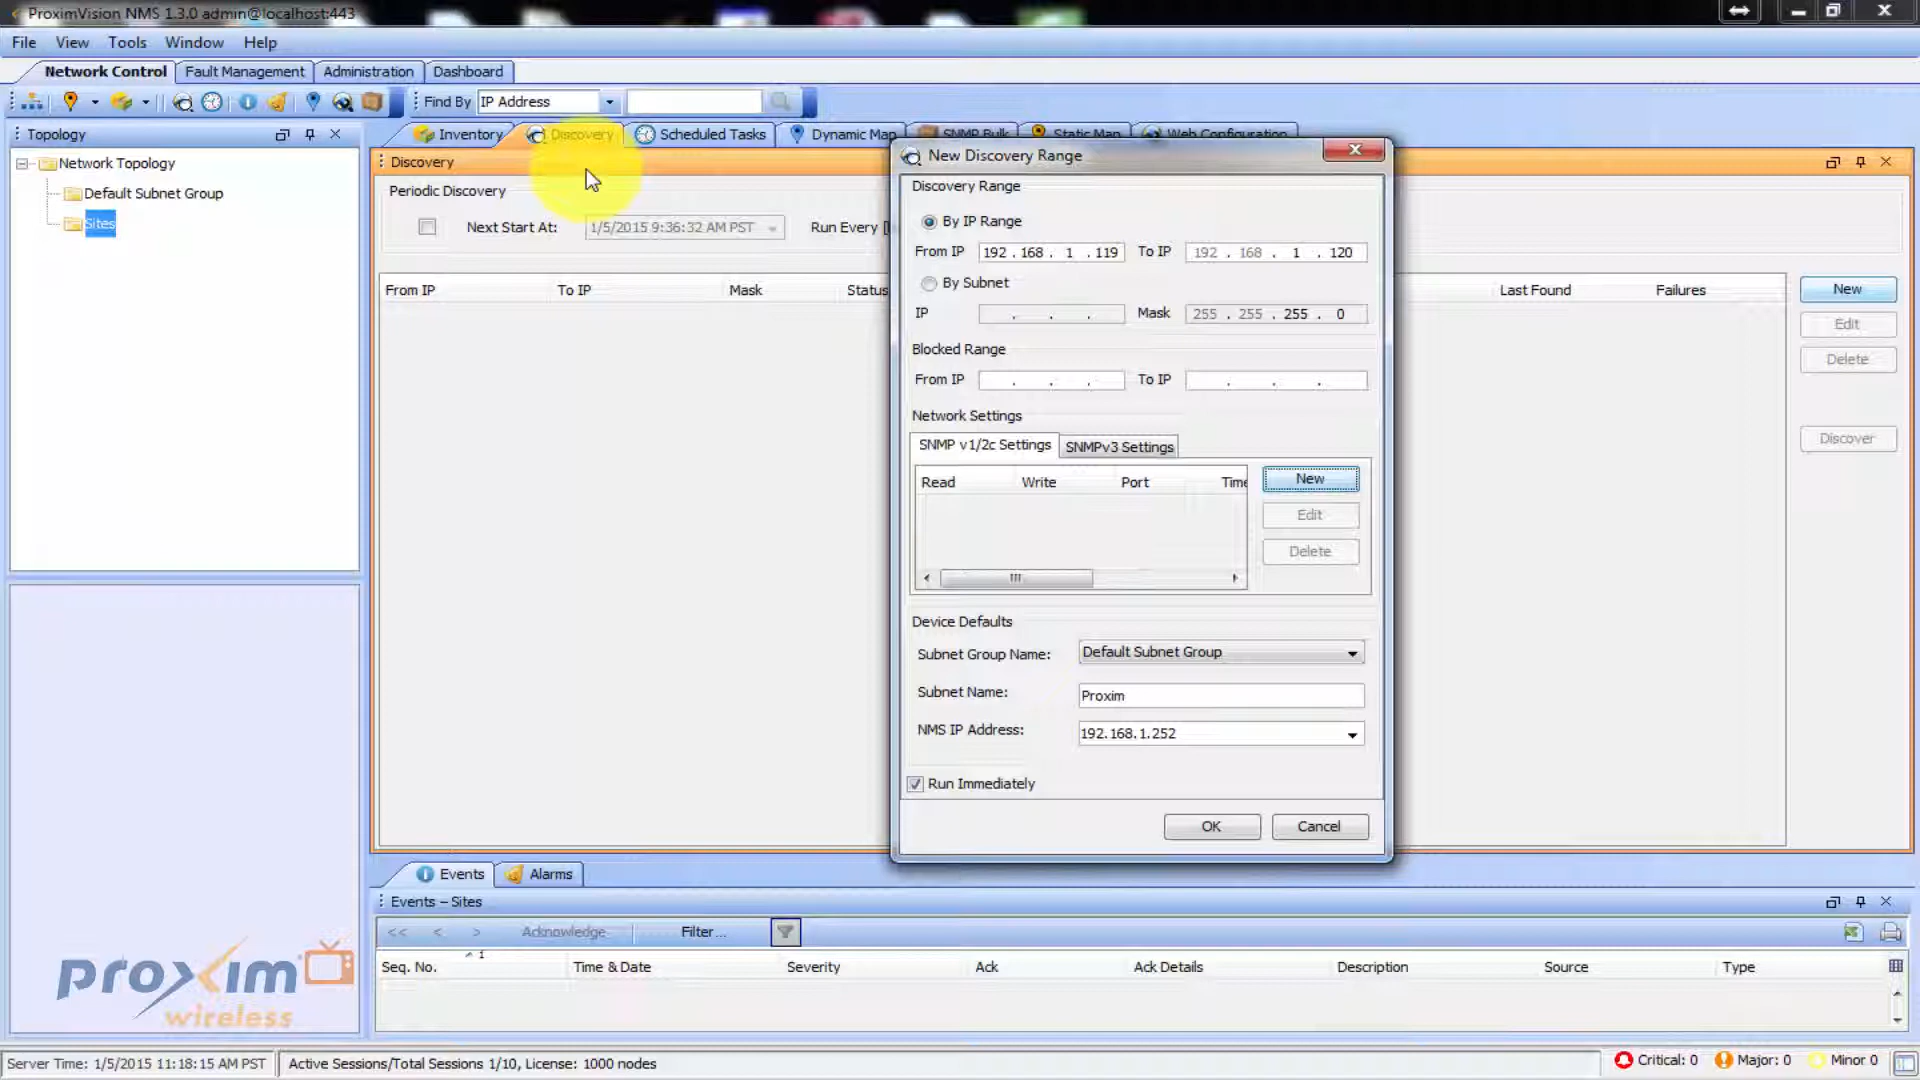 ProximVision NMS 1.3.0 admin@localhost:443
File View Tools Window Help
Network Control Fault Management Administration Dashboard
Find By IP Address
Topology
Inventory Discovery Scheduled Tasks Dynamic Map SNMP Bulk Static Map Web Configuration
Network Topology
Default Subnet Group
Sites
Discovery
Periodic Discovery
Next Start At: 1/5/2015 9:36:32 AM PST Run Every
From IP To IP Mask Status Last Found Failures
New
Edit
Delete
Discover
New Discovery Range
Discovery Range
By IP Range
From IP 192 . 168 . 1 . 119 To IP 192 . 168 . 1 . 120
By Subnet
IP . . . Mask 255 . 255 . 255 . 0
Blocked Range
From IP . . . To IP . . .
Network Settings
SNMP v1/2c Settings SNMPv3 Settings
Read Write Port Time
New
Edit
Delete
Device Defaults
Subnet Group Name: Default Subnet Group
Subnet Name: Proxim
NMS IP Address: 192.168.1.252
Run Immediately
OK Cancel
Events Alarms
Events – Sites
<< < > Acknowledge Filter...
Seq. No. 1 Time & Date Severity Ack Ack Details Description Source Type
proxim
wireless
Server Time: 1/5/2015 11:18:15 AM PST Active Sessions/Total Sessions 1/10, License: 1000 nodes Critical: 0 Major: 0 Minor 0